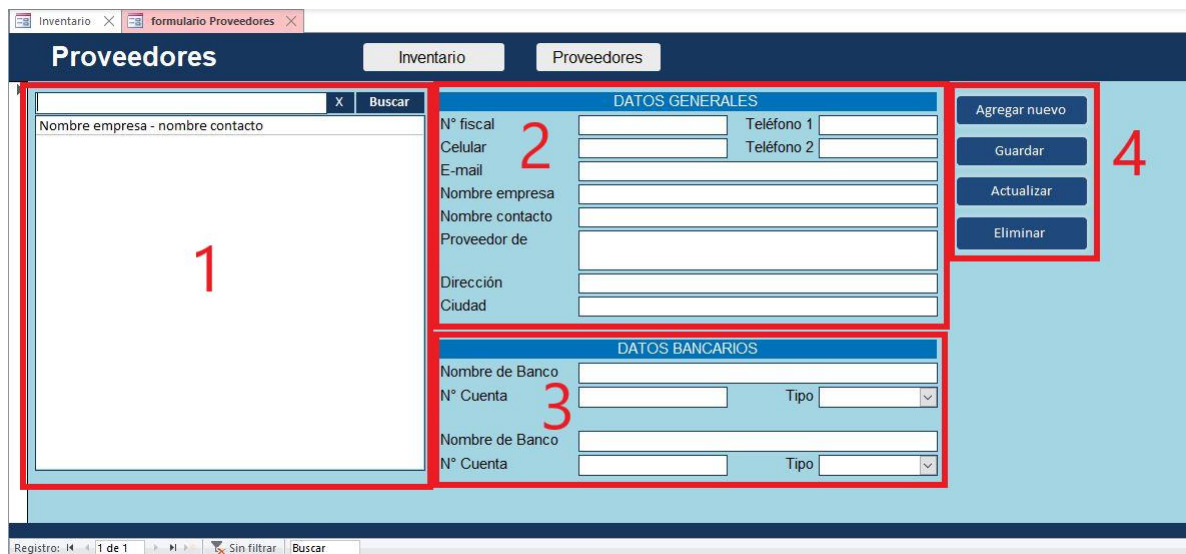 Inventario
formulario Proveedores
Proveedores
Inventario
Proveedores
X
Buscar
Nombre empresa - nombre contacto
1
DATOS GENERALES
N° fiscal
Teléfono 1
Celular
Teléfono 2
E-mail
Nombre empresa
Nombre contacto
Proveedor de
Dirección
Ciudad
2
DATOS BANCARIOS
Nombre de Banco
N° Cuenta
Tipo
Nombre de Banco
N° Cuenta
Tipo
3
Agregar nuevo
Guardar
Actualizar
Eliminar
4
Registro: 1 de 1 Sin filtrar Buscar